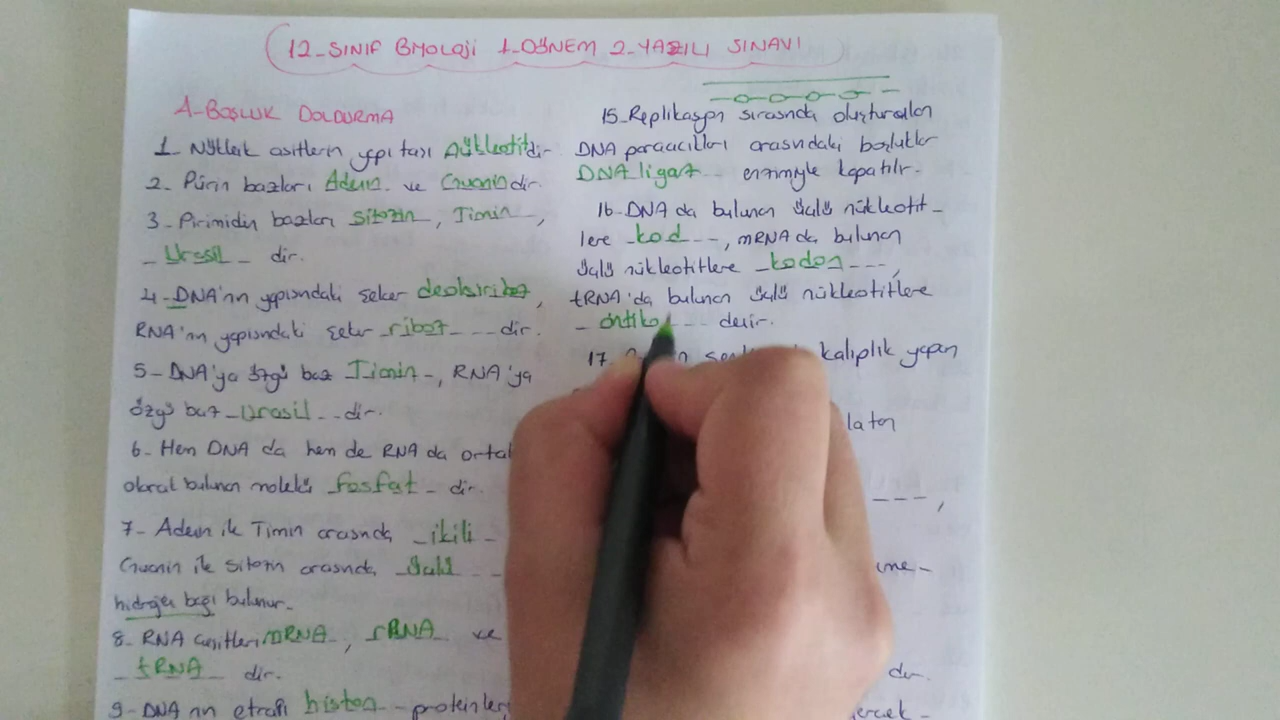 12-SINIF BİYOLOJİ 1-DÖNEM 2-YAZILI SINAVI
A-BOŞLUK DOLDURMA
1- Nükleik asitlerin yapı taşı nükleotitdir.
2- Pürin bazları Adenin ve Guanindir.
3- Pirimidin bazları Sitozin, Timin,
Urasil dir.
4- DNA'nın yapısındaki şeker deoksiriboz,
RNA'nın yapısındaki şeker riboz dir.
5- DNA'ya özgü baz Timin, RNA'ya
özgü baz Urasil dir.
6- Hem DNA da hem de RNA da
olarak bulunan molekül fosfat dir.
7- Adenin ile Timin arasında ikili
Guanin ile Sitozin arasında üçlü
hidrojen bağı bulunur.
8- RNA çeşitleri mRNA, rRNA ve
tRNA dir.
9- DNA'nın etrafı histon
15- Replikasyon sırasında oluşturulan
DNA parçacıkları arasındaki boşluklar
DNA ligaz enzimiyle kapatılır.
16- DNA da bulunan üçlü nükleotit-
lere kod, mRNA da bulunan
üçlü nükleotitlere kodon,
tRNA'da bulunan üçlü nükleotitlere
antiko denir.
17- kalıplık yapan